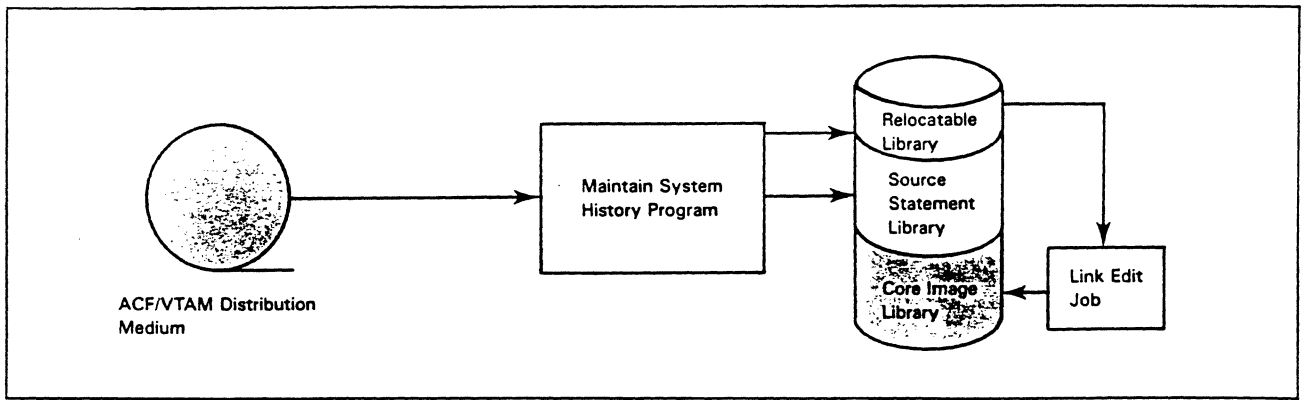 ACF/VTAM Distribution
Medium
Maintain System
History Program
Relocatable
Library
Source
Statement
Library
Core Image
Library
Link Edit
Job